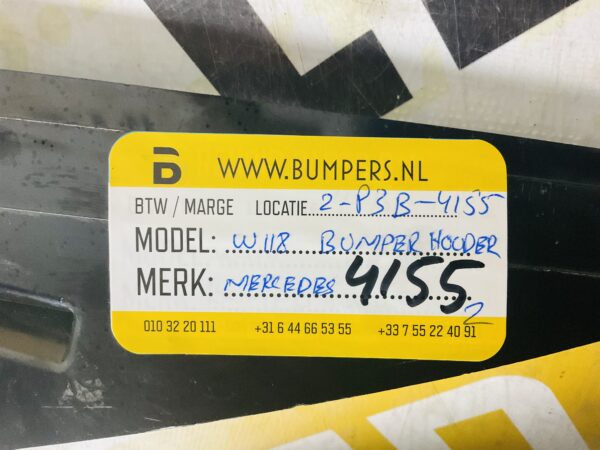 WWW.BUMPERS.NL
BTW / MARGE LOCATIE 2-P3B-4155
MODEL: W118 BUMPER HOUDER
MERK: MERCEDES 4155
2
010 32 20 111 +31 6 44 66 53 55 +33 7 55 22 40 91